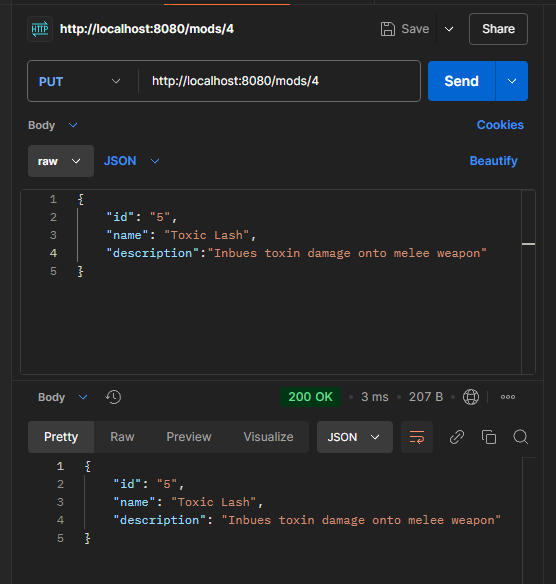 HTTP http://localhost:8080/mods/4 Save Share
PUT http://localhost:8080/mods/4 Send
Body Cookies
raw JSON Beautify
1 {
2 "id": "5",
3 "name": "Toxic Lash",
4 "description":"Inbues toxin damage onto melee weapon"
5 }
Body 200 OK • 3 ms • 207 B
Pretty Raw Preview Visualize JSON
1 {
2 "id": "5",
3 "name": "Toxic Lash",
4 "description": "Inbues toxin damage onto melee weapon"
5 }